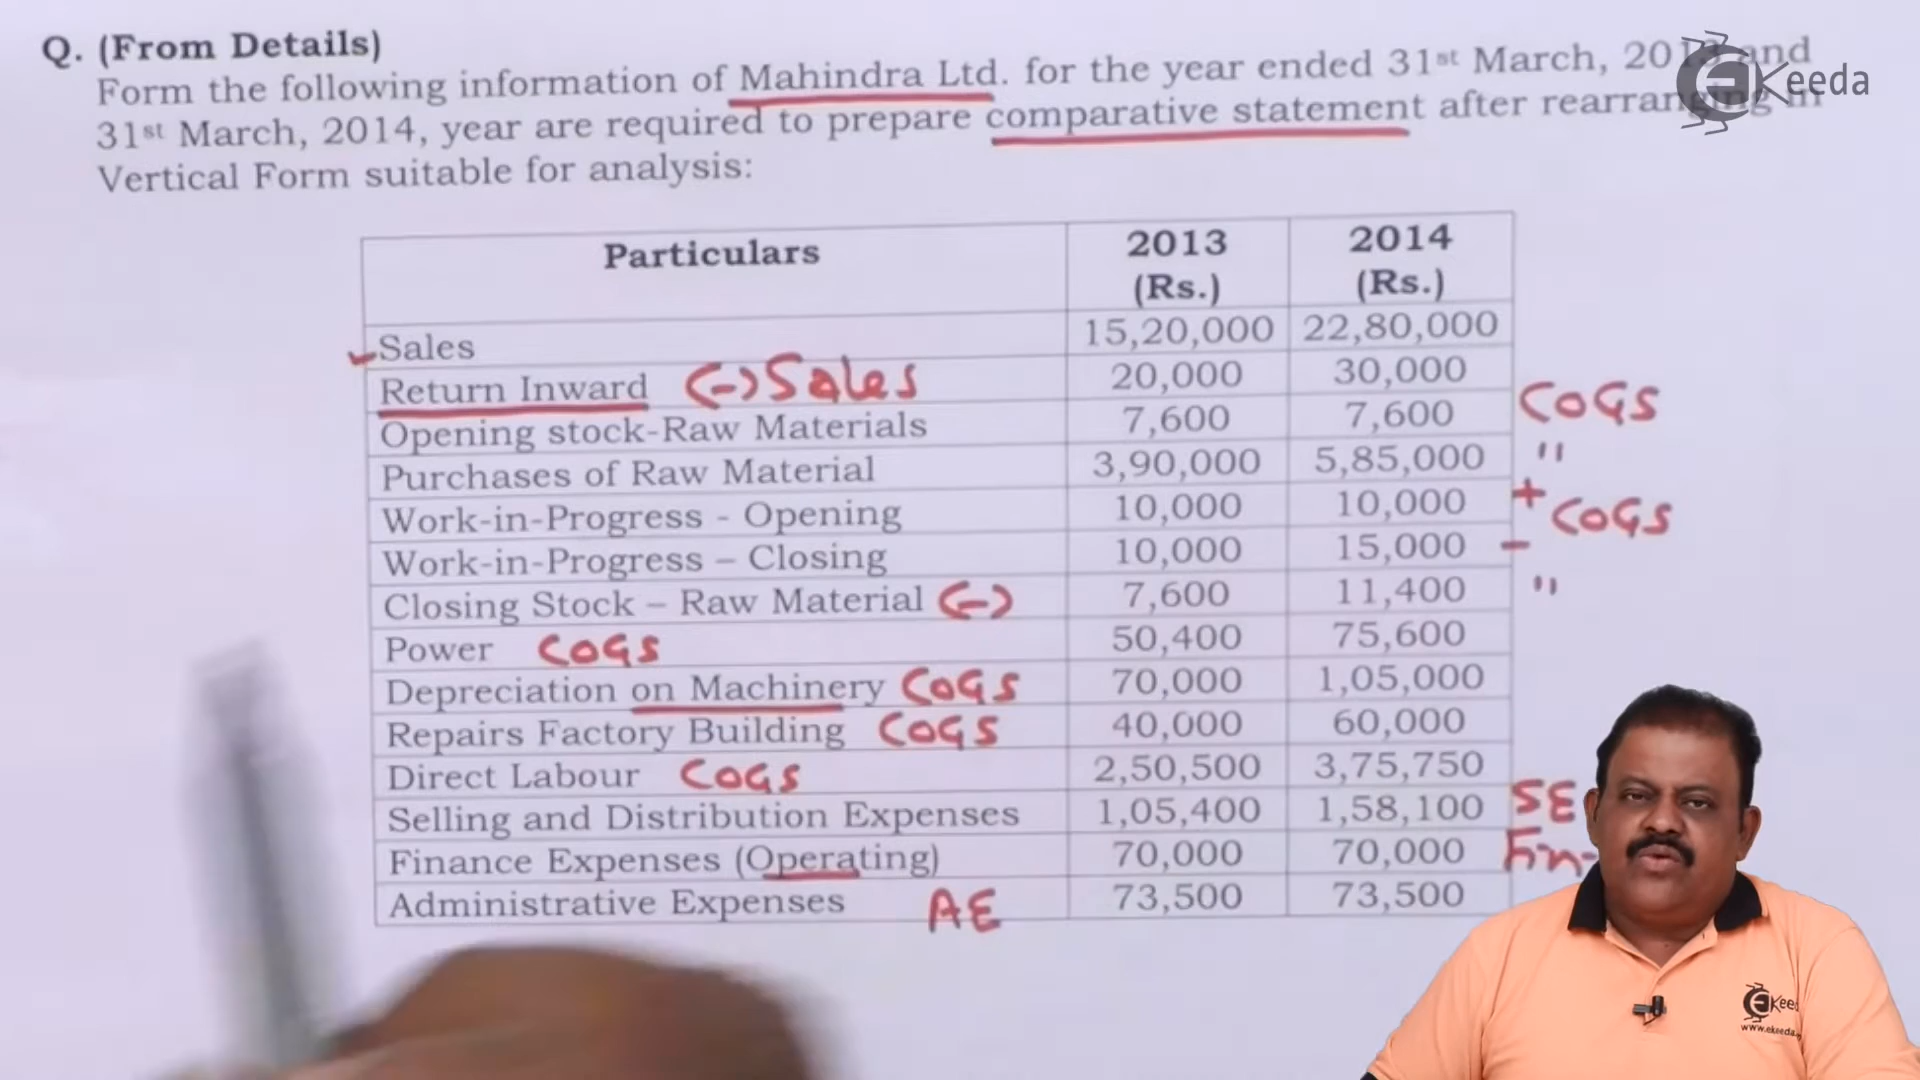 Q. (From Details)
Form the following information of Mahindra Ltd. for the year ended 31st March, 2013 and
31st March, 2014, year are required to prepare comparative statement after rearranging in
Vertical Form suitable for analysis:
Keeda
Particulars 2013 (Rs.) 2014 (Rs.)
Sales 15,20,000 22,80,000
Return Inward (-) Sales 20,000 30,000
Opening stock-Raw Materials 7,600 7,600 COGS
Purchases of Raw Material 3,90,000 5,85,000 "
Work-in-Progress - Opening 10,000 10,000 + COGS
Work-in-Progress – Closing 10,000 15,000 -
Closing Stock – Raw Material (-) 7,600 11,400 "
Power COGS 50,400 75,600
Depreciation on Machinery COGS 70,000 1,05,000
Repairs Factory Building COGS 40,000 60,000
Direct Labour COGS 2,50,500 3,75,750
Selling and Distribution Expenses 1,05,400 1,58,100 SE
Finance Expenses (Operating) 70,000 70,000 Fin-
Administrative Expenses AE 73,500 73,500